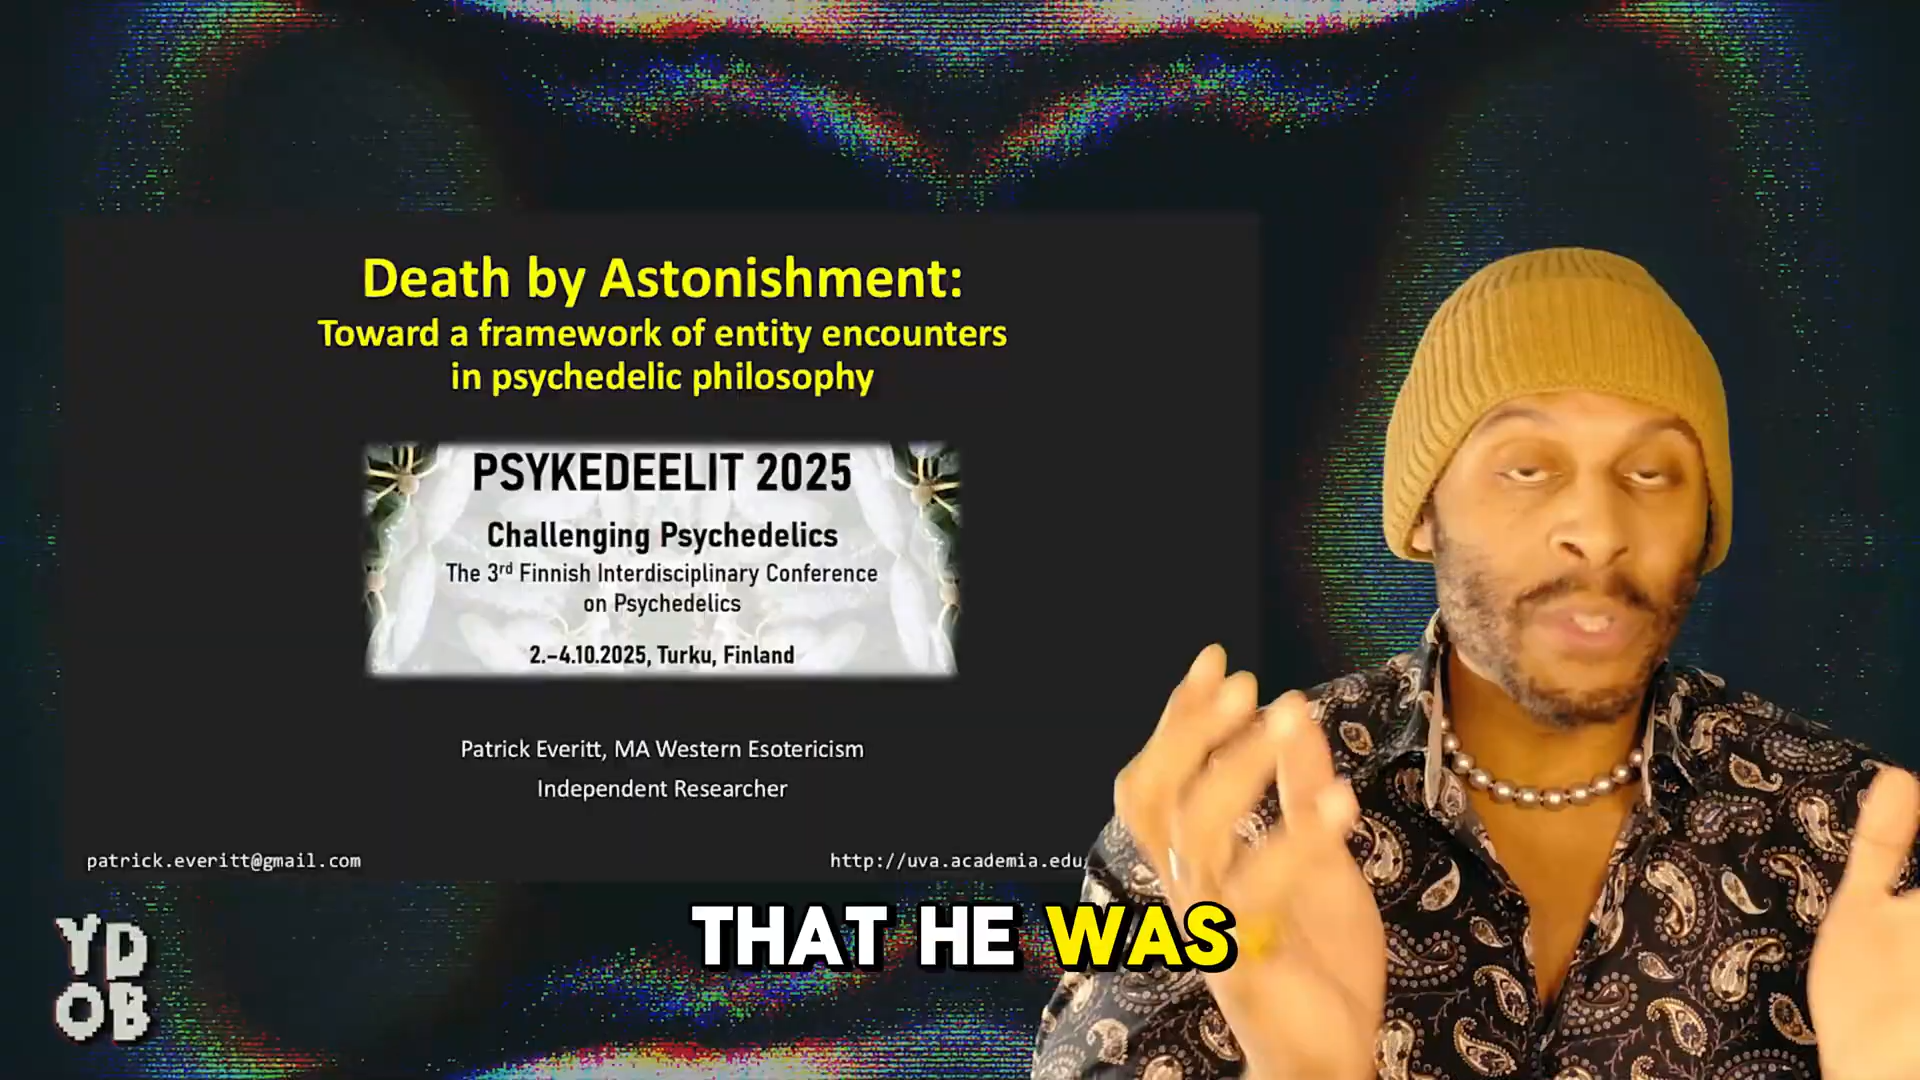 Death by Astonishment:
Toward a framework of entity encounters
in psychedelic philosophy
PSYKEDEELIT 2025
Challenging Psychedelics
The 3rd Finnish Interdisciplinary Conference
on Psychedelics
2.–4.10.2025, Turku, Finland
Patrick Everitt, MA Western Esotericism
Independent Researcher
patrick.everitt@gmail.com
http://uva.academia.edu/
THAT HE WAS
YD
OB